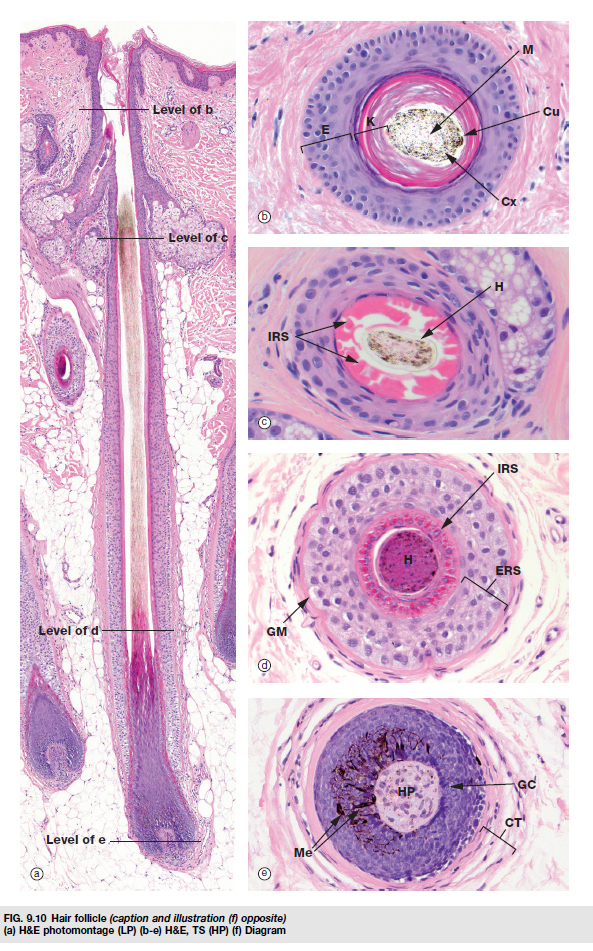 Level of b
Level of c
Level of d
Level of e
a
M
Cu
E
K
Cx
b
H
IRS
c
IRS
H
ERS
GM
d
HP
GC
CT
Me
e
FIG. 9.10 Hair follicle (caption and illustration (f) opposite)
(a) H&E photomontage (LP) (b-e) H&E, TS (HP) (f) Diagram